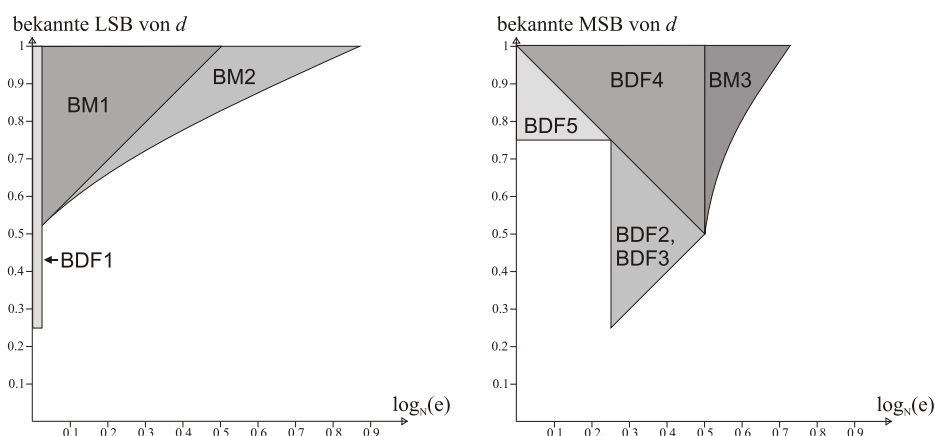 bekannte LSB von d
1
0.9
0.8
0.7
0.6
0.5
0.4
0.3
0.2
0.1
BM1
BM2
BDF1
log_N(e)
0.1 0.2 0.3 0.4 0.5 0.6 0.7 0.8 0.9
bekannte MSB von d
1
0.9
0.8
0.7
0.6
0.5
0.4
0.3
0.2
0.1
BDF4
BM3
BDF5
BDF2,
BDF3
log_N(e)
0.1 0.2 0.3 0.4 0.5 0.6 0.7 0.8 0.9